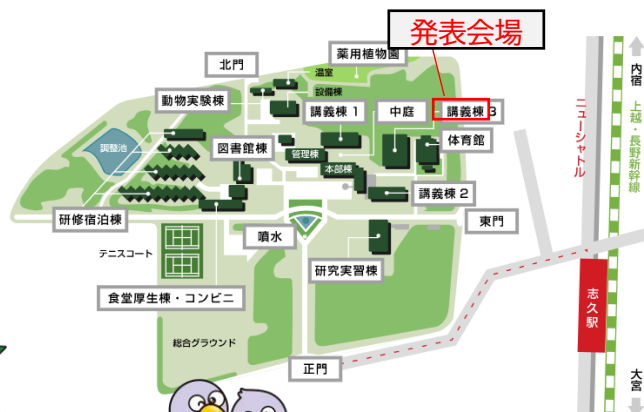 発表会場
薬用植物園
北門
温室
設備棟
動物実験棟
講義棟 1
中庭
講義棟 3
体育館
調整池
図書館棟
管理棟
本部棟
講義棟 2
研修宿泊棟
東門
噴水
テニスコート
研究実習棟
食堂厚生棟・コンビニ
総合グラウンド
正門
内宿
上越・長野新幹線
ニューシャトル
志久駅
大宮